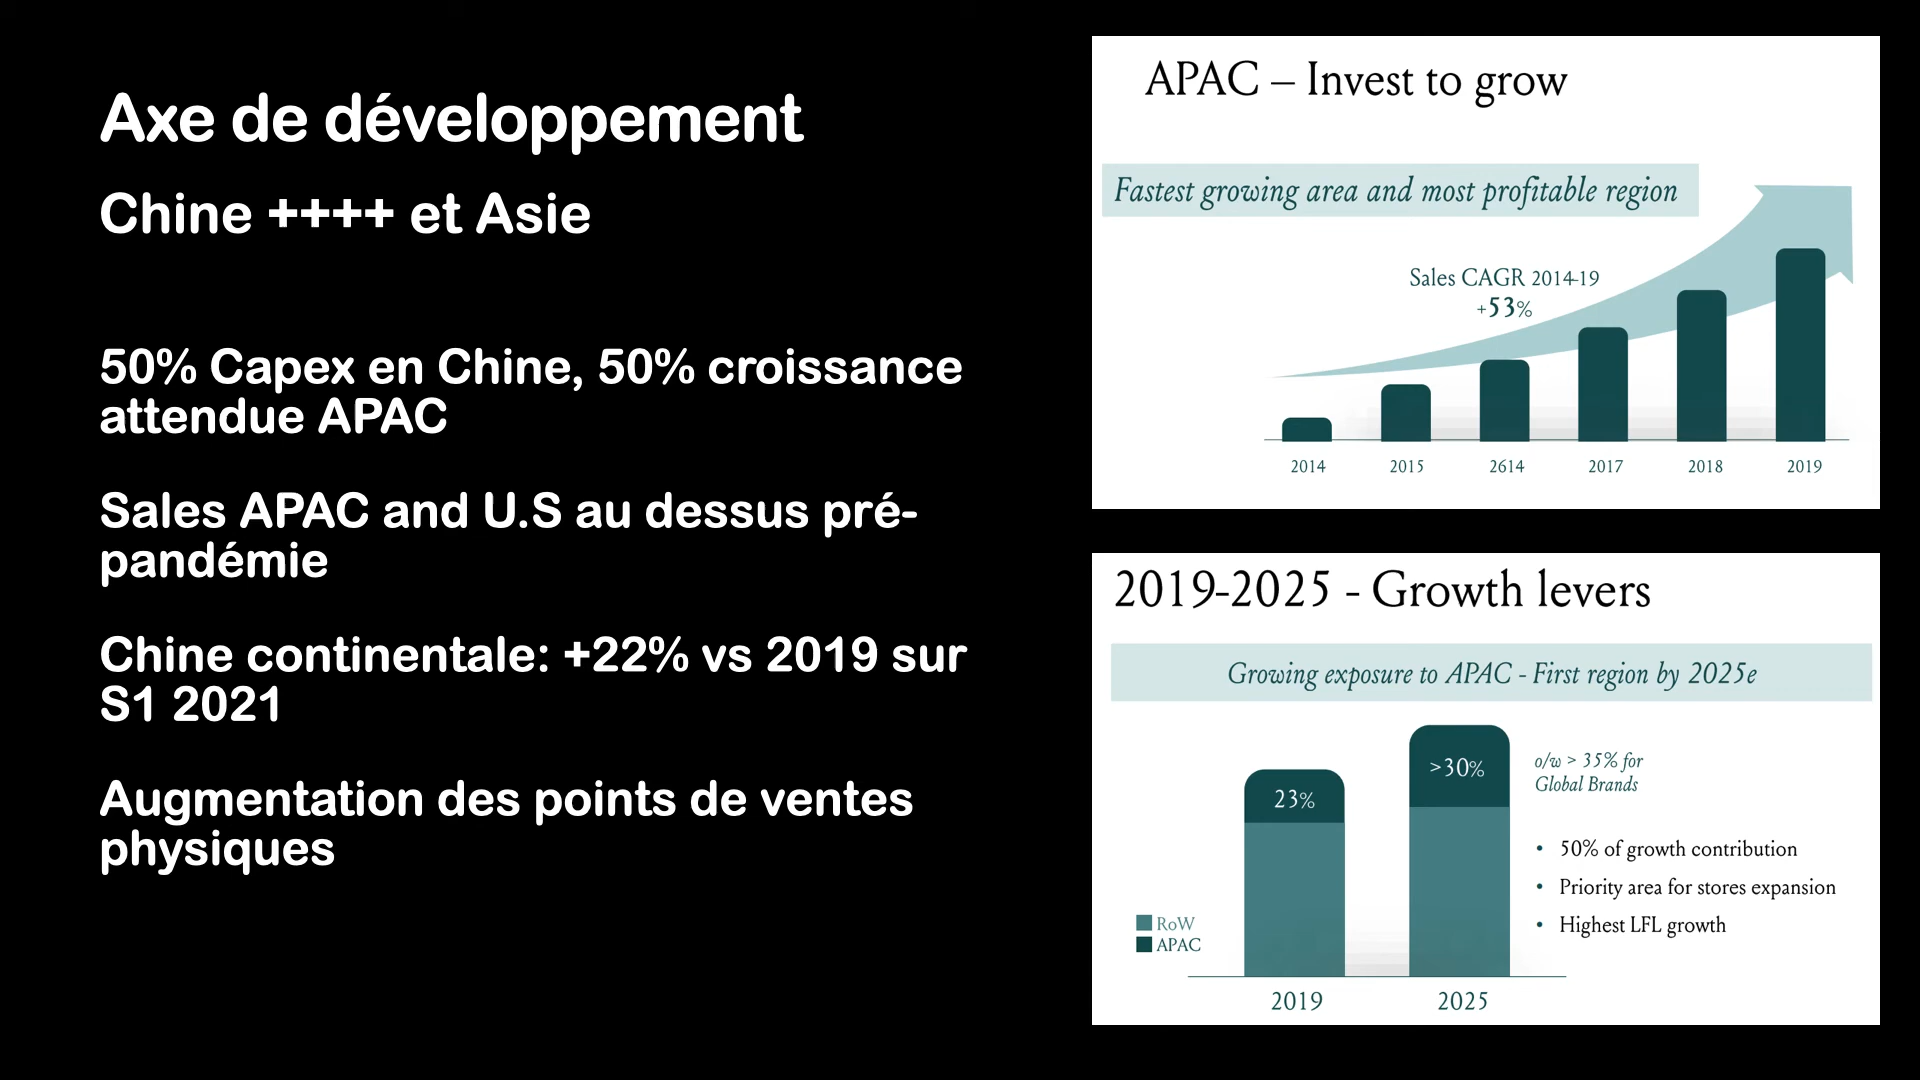 Axe de développement
Chine ++++ et Asie
50% Capex en Chine, 50% croissance
attendue APAC
Sales APAC and U.S au dessus pré-
pandémie
Chine continentale: +22% vs 2019 sur
S1 2021
Augmentation des points de ventes
physiques
APAC – Invest to grow
Fastest growing area and most profitable region
Sales CAGR 2014-19
+53%
2014 2015 2614 2017 2018 2019
2019-2025 - Growth levers
Growing exposure to APAC - First region by 2025e
23%
>30%
o/w > 35% for
Global Brands
• 50% of growth contribution
• Priority area for stores expansion
• Highest LFL growth
RoW
APAC
2019 2025